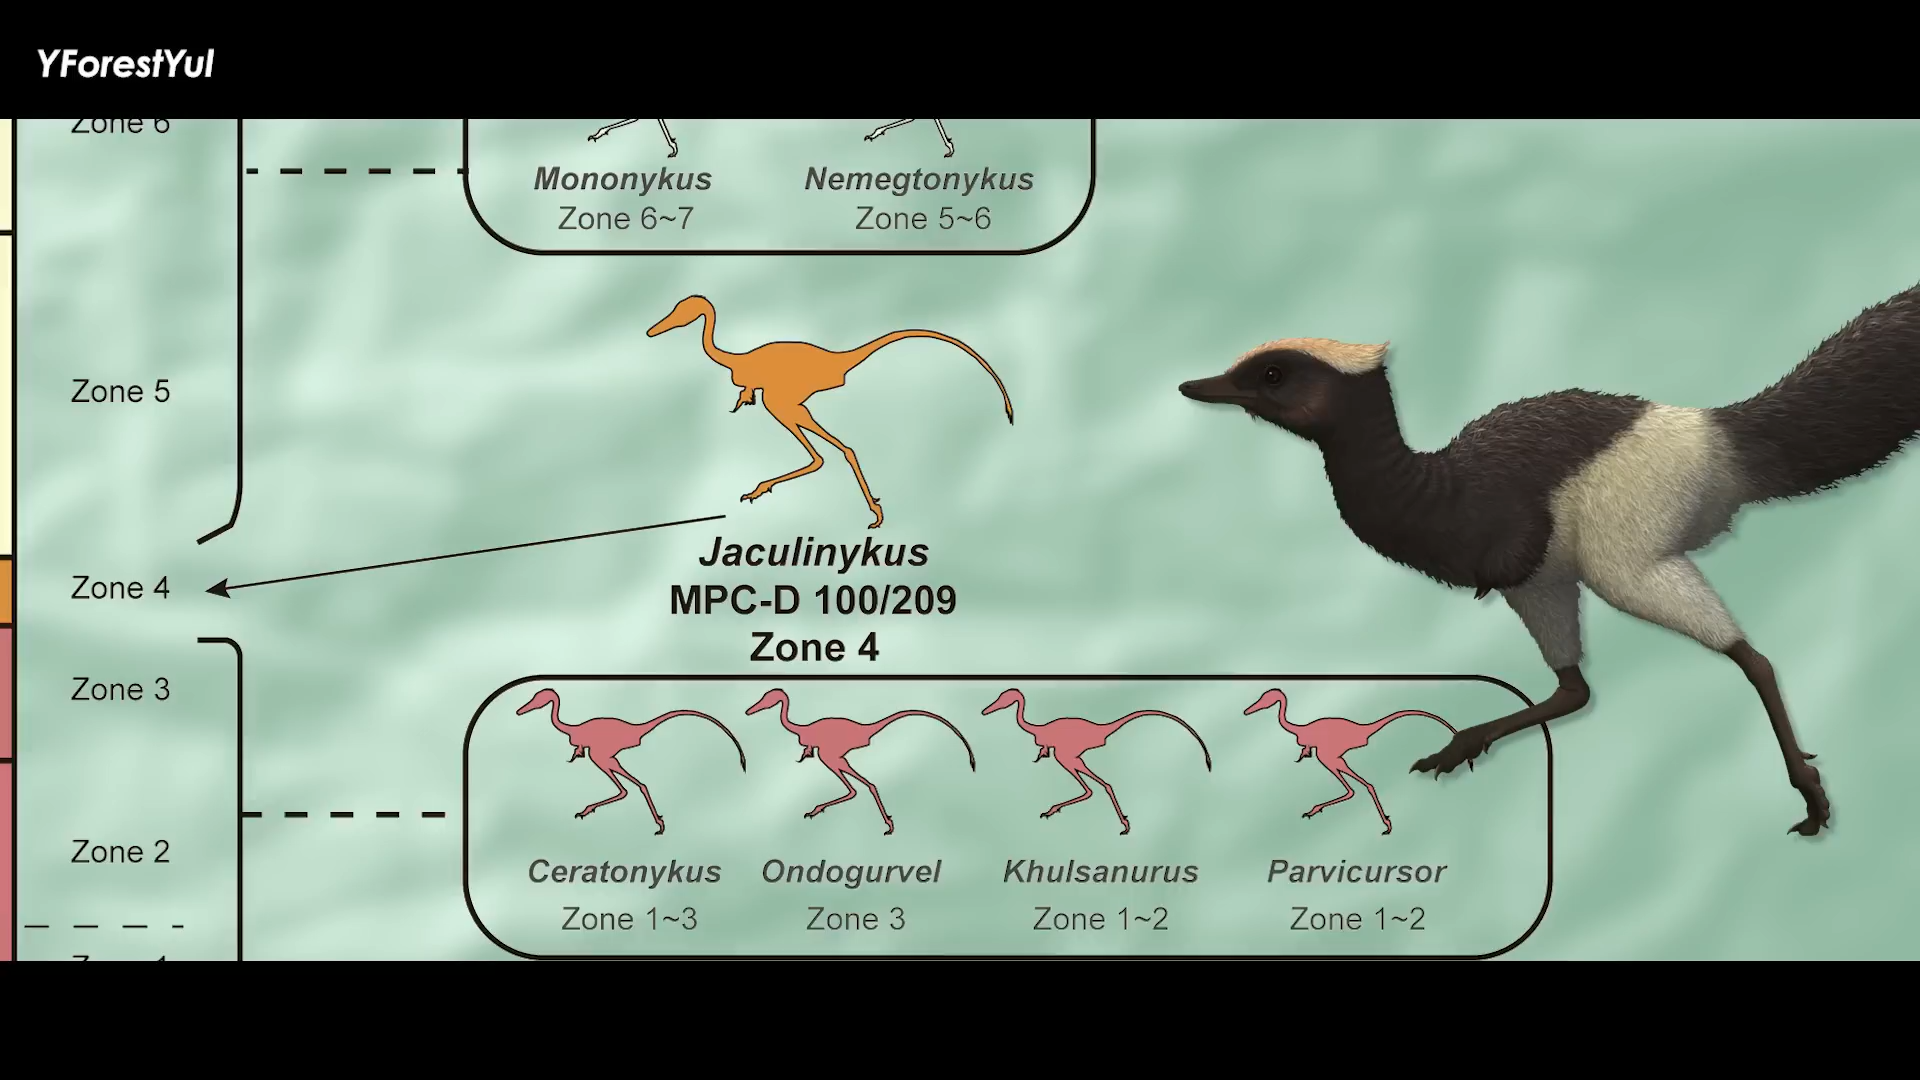 YForestYul
Zone 6
Mononykus
Nemegtonykus
Zone 6~7
Zone 5~6
Zone 5
Jaculinykus
Zone 4
MPC-D 100/209
Zone 4
Zone 3
Zone 2
Ceratonykus
Ondogurvel
Khulsanurus
Parvicursor
Zone 1~3
Zone 3
Zone 1~2
Zone 1~2